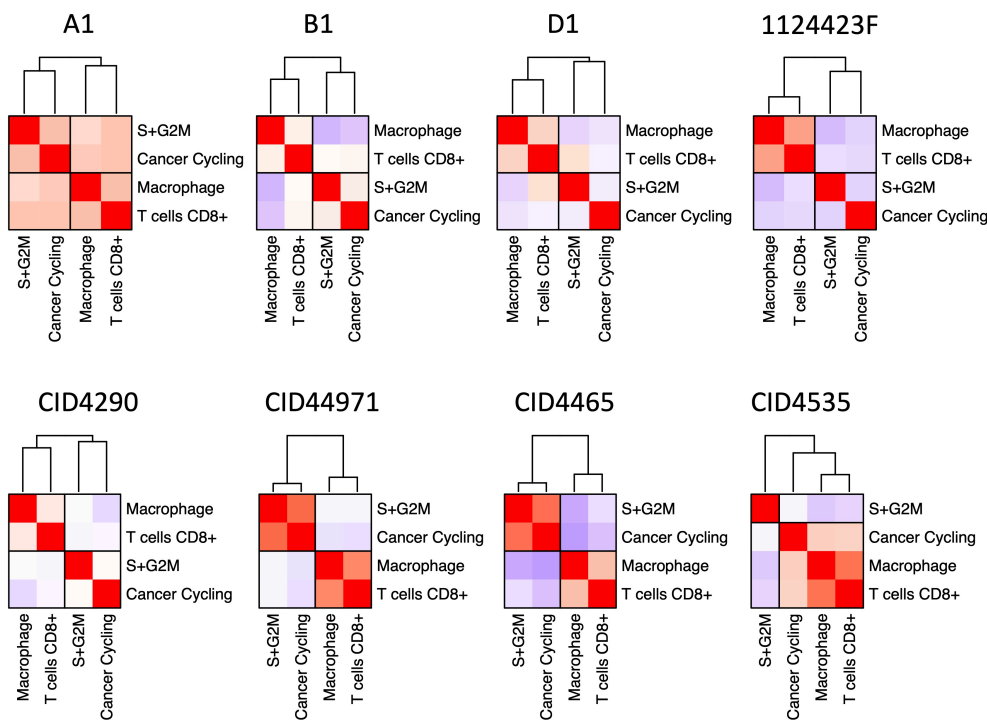 A1
S+G2M
Cancer Cycling
Macrophage
T cells CD8+
S+G2M
Cancer Cycling
Macrophage
T cells CD8+
B1
Macrophage
T cells CD8+
S+G2M
Cancer Cycling
Macrophage
T cells CD8+
S+G2M
Cancer Cycling
D1
Macrophage
T cells CD8+
S+G2M
Cancer Cycling
Macrophage
T cells CD8+
S+G2M
Cancer Cycling
1124423F
Macrophage
T cells CD8+
S+G2M
Cancer Cycling
Macrophage
T cells CD8+
S+G2M
Cancer Cycling
CID4290
Macrophage
T cells CD8+
S+G2M
Cancer Cycling
Macrophage
T cells CD8+
S+G2M
Cancer Cycling
CID44971
S+G2M
Cancer Cycling
Macrophage
T cells CD8+
S+G2M
Cancer Cycling
Macrophage
T cells CD8+
CID4465
S+G2M
Cancer Cycling
Macrophage
T cells CD8+
S+G2M
Cancer Cycling
Macrophage
T cells CD8+
CID4535
S+G2M
Cancer Cycling
Macrophage
T cells CD8+
S+G2M
Cancer Cycling
Macrophage
T cells CD8+